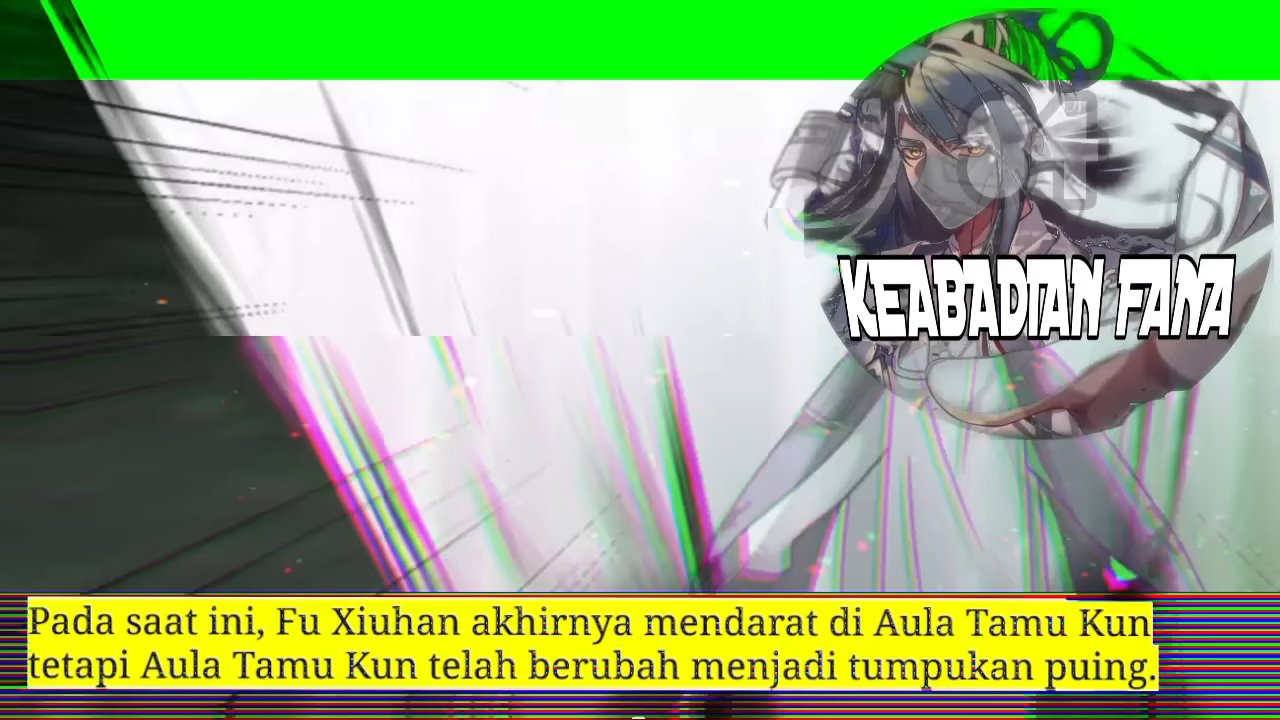 KEABADIAN FANA
Pada saat ini, Fu Xiuhan akhirnya mendarat di Aula Tamu Kun
tetapi Aula Tamu Kun telah berubah menjadi tumpukan puing.